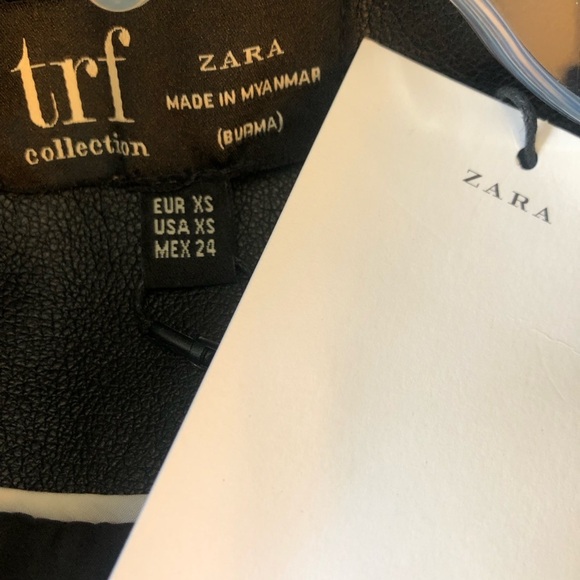 trf
collection
ZARA
MADE IN MYANMAR
(BURMA)
EUR XS
USA XS
MEX 24
ZARA